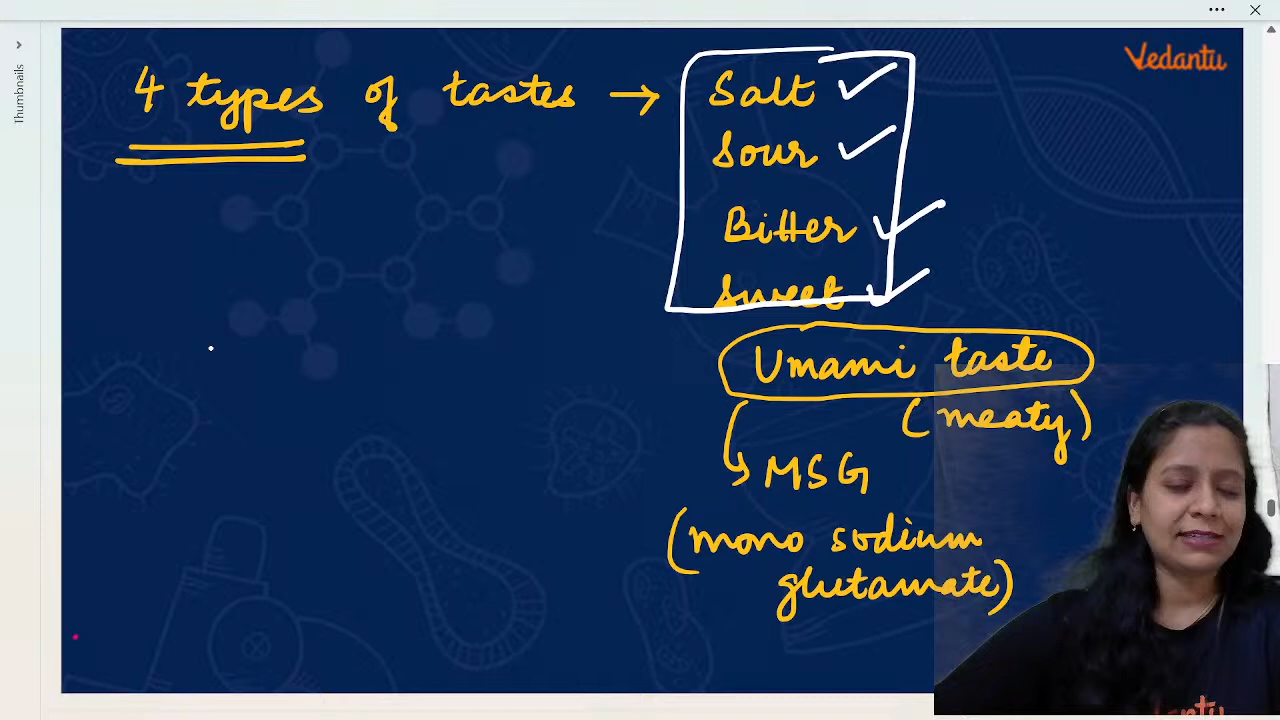 Thumbnails
Vedantu
4 types of tastes → Salt ✓
Sour ✓
Bitter ✓
Sweet ✓
Umami taste
(meaty)
MSG
(mono sodium
glutamate)